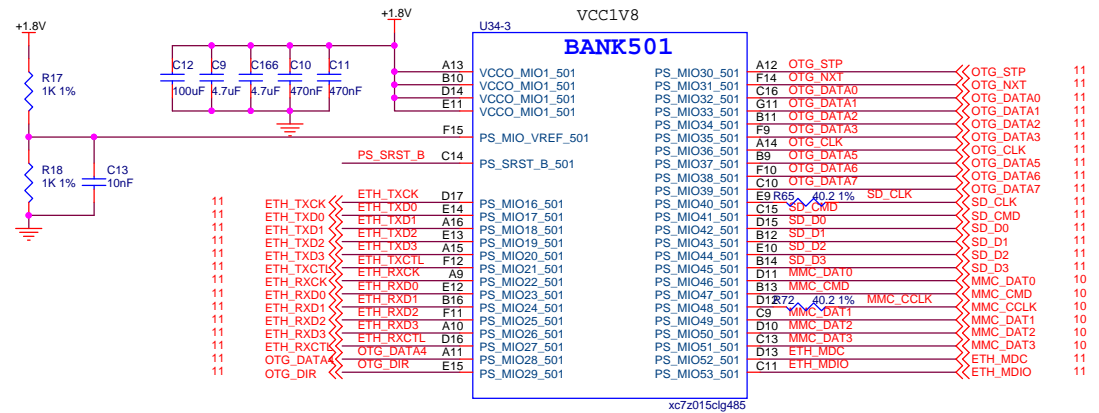 VCC1V8
+1.8V
+1.8V
U34-3
BANK501
R17
1K 1%
C12
100uF
C9
4.7uF
C166
4.7uF
C10
470nF
C11
470nF
R18
1K 1%
C13
10nF
A13 VCCO_MIO1_501
B10 VCCO_MIO1_501
D14 VCCO_MIO1_501
E11 VCCO_MIO1_501
F15 PS_MIO_VREF_501
PS_SRST_B C14 PS_SRST_B_501
11 ETH_TXCK ETH_TXCK D17 PS_MIO16_501
11 ETH_TXD0 ETH_TXD0 E14 PS_MIO17_501
11 ETH_TXD1 ETH_TXD1 A16 PS_MIO18_501
11 ETH_TXD2 ETH_TXD2 E13 PS_MIO19_501
11 ETH_TXD3 ETH_TXD3 A15 PS_MIO20_501
11 ETH_TXCTL ETH_TXCTL F12 PS_MIO21_501
11 ETH_RXCK ETH_RXCK A9 PS_MIO22_501
11 ETH_RXD0 ETH_RXD0 E12 PS_MIO23_501
11 ETH_RXD1 ETH_RXD1 B16 PS_MIO24_501
11 ETH_RXD2 ETH_RXD2 F11 PS_MIO25_501
11 ETH_RXD3 ETH_RXD3 A10 PS_MIO26_501
11 ETH_RXCTL ETH_RXCTL D16 PS_MIO27_501
11 OTG_DATA4 OTG_DATA4 A11 PS_MIO28_501
11 OTG_DIR OTG_DIR E15 PS_MIO29_501
PS_MIO30_501 A12 OTG_STP OTG_STP 11
PS_MIO31_501 F14 OTG_NXT OTG_NXT 11
PS_MIO32_501 C16 OTG_DATA0 OTG_DATA0 11
PS_MIO33_501 G11 OTG_DATA1 OTG_DATA1 11
PS_MIO34_501 B11 OTG_DATA2 OTG_DATA2 11
PS_MIO35_501 F9 OTG_DATA3 OTG_DATA3 11
PS_MIO36_501 A14 OTG_CLK OTG_CLK 11
PS_MIO37_501 B9 OTG_DATA5 OTG_DATA5 11
PS_MIO38_501 F10 OTG_DATA6 OTG_DATA6 11
PS_MIO39_501 C10 OTG_DATA7 OTG_DATA7 11
PS_MIO40_501 E9 R65 40.2 1% SD_CLK SD_CLK 11
PS_MIO41_501 C15 SD_CMD SD_CMD 11
PS_MIO42_501 D15 SD_D0 SD_D0 11
PS_MIO43_501 B12 SD_D1 SD_D1 11
PS_MIO44_501 E10 SD_D2 SD_D2 11
PS_MIO45_501 B14 SD_D3 SD_D3 11
PS_MIO46_501 D11 MMC_DAT0 MMC_DAT0 10
PS_MIO47_501 B13 MMC_CMD MMC_CMD 10
PS_MIO48_501 D12 R72 40.2 1% MMC_CCLK MMC_CCLK 10
PS_MIO49_501 C9 MMC_DAT1 MMC_DAT1 10
PS_MIO50_501 D10 MMC_DAT2 MMC_DAT2 10
PS_MIO51_501 C13 MMC_DAT3 MMC_DAT3 10
PS_MIO52_501 D13 ETH_MDC ETH_MDC 11
PS_MIO53_501 C11 ETH_MDIO ETH_MDIO 11
xc7z015clg485